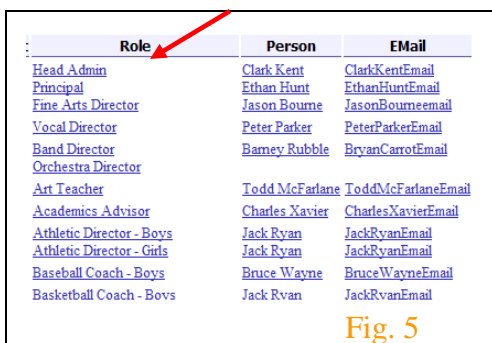 : Role Person EMail
Head Admin Clark Kent ClarkKentEmail
Principal Ethan Hunt EthanHuntEmail
Fine Arts Director Jason Bourne JasonBourneemail
Vocal Director Peter Parker PeterParkerEmail
Band Director Barney Rubble BryanCarrotEmail
Orchestra Director
Art Teacher Todd McFarlane ToddMcFarlaneEmail
Academics Advisor Charles Xavier CharlesXavierEmail
Athletic Director - Boys Jack Ryan JackRyanEmail
Athletic Director - Girls Jack Ryan JackRyanEmail
Baseball Coach - Boys Bruce Wayne BruceWayneEmail
Basketball Coach - Boys Jack Ryan JackRyanEmail
Fig. 5